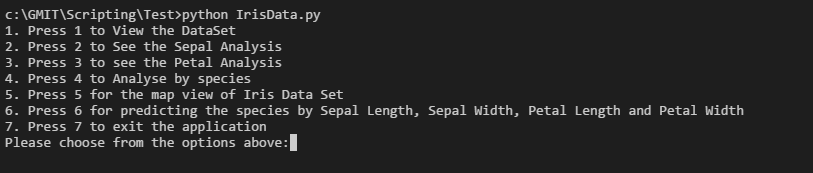 c:\GMIT\Scripting\Test>python IrisData.py
1. Press 1 to View the DataSet
2. Press 2 to See the Sepal Analysis
3. Press 3 to see the Petal Analysis
4. Press 4 to Analyse by species
5. Press 5 for the map view of Iris Data Set
6. Press 6 for predicting the species by Sepal Length, Sepal Width, Petal Length and Petal Width
7. Press 7 to exit the application
Please choose from the options above: